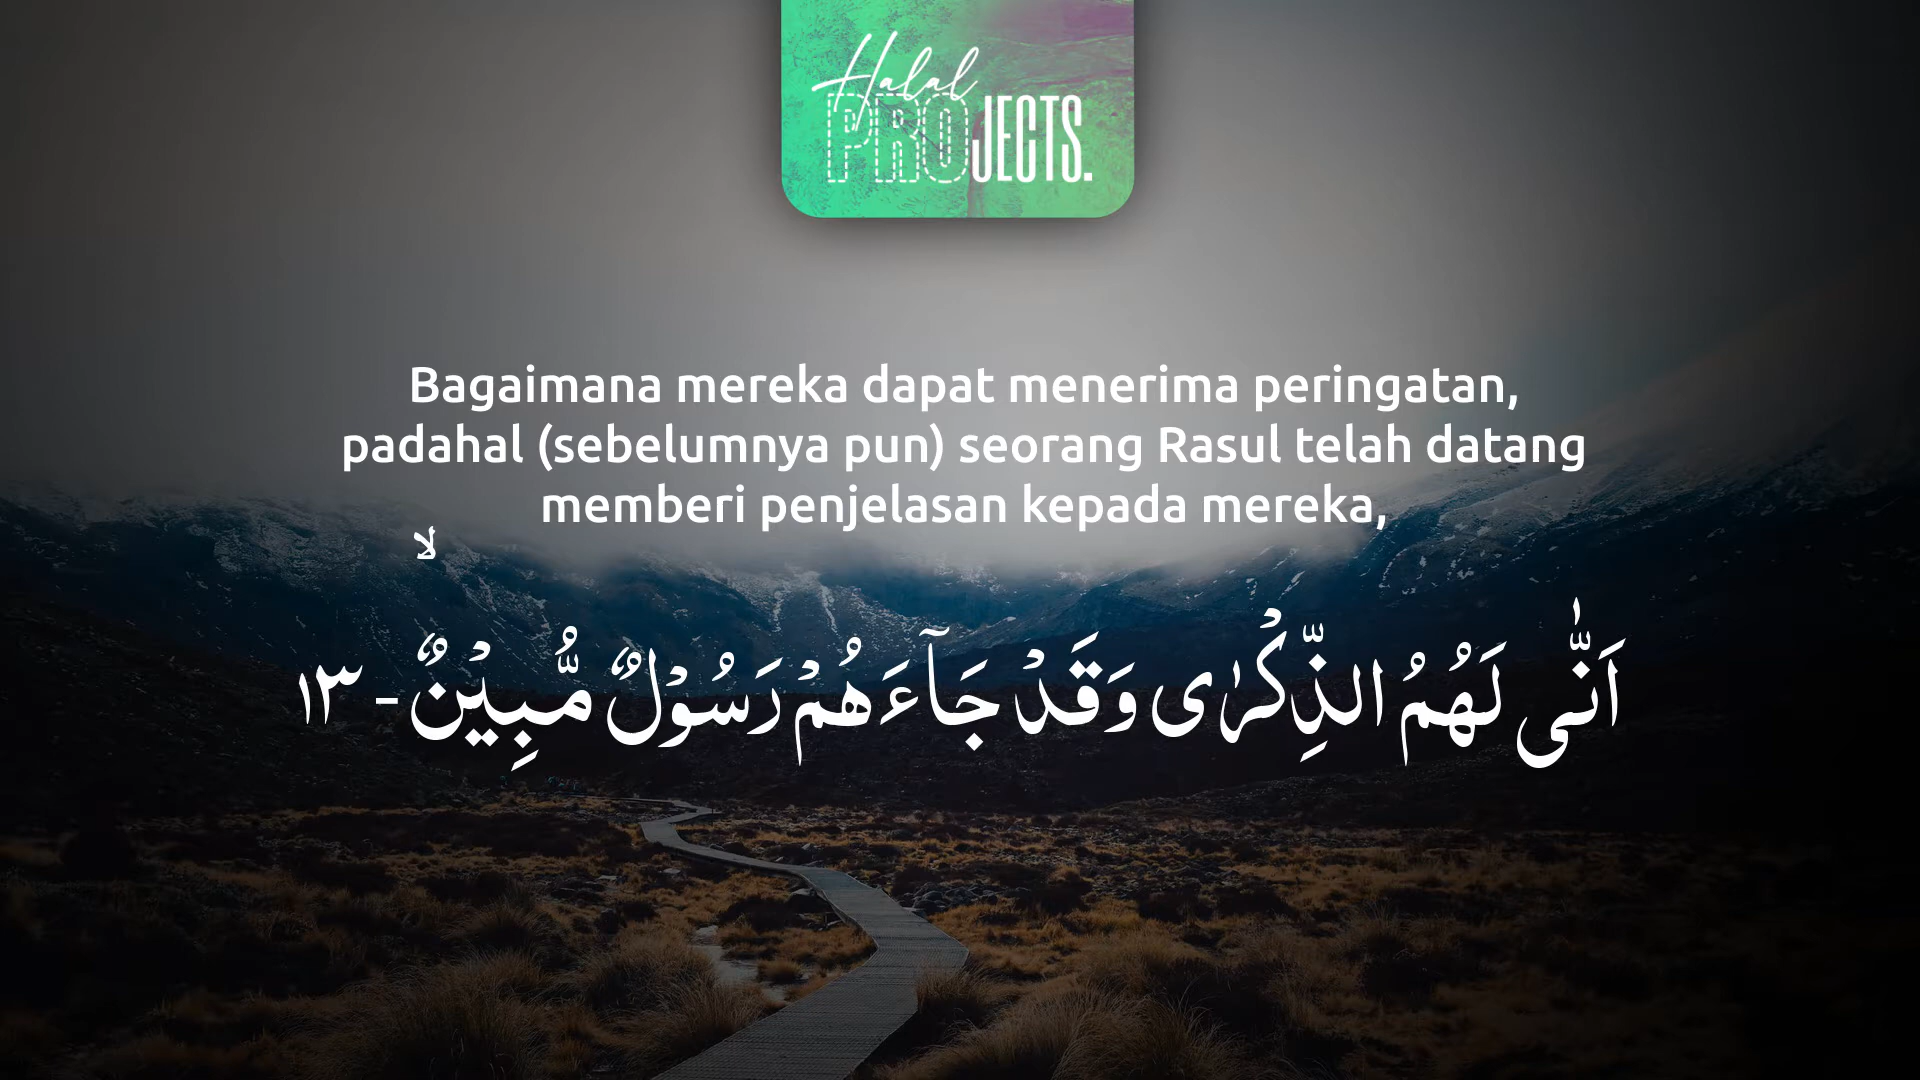 Halal
PROJECTS.
Bagaimana mereka dapat menerima peringatan,
padahal (sebelumnya pun) seorang Rasul telah datang
memberi penjelasan kepada mereka,
اَنّٰى لَهُمُ الذِّكْرٰى وَقَدْ جَاۤءَهُمْ رَسُوْلٌ مُّبِيْنٌۙ - ١٣